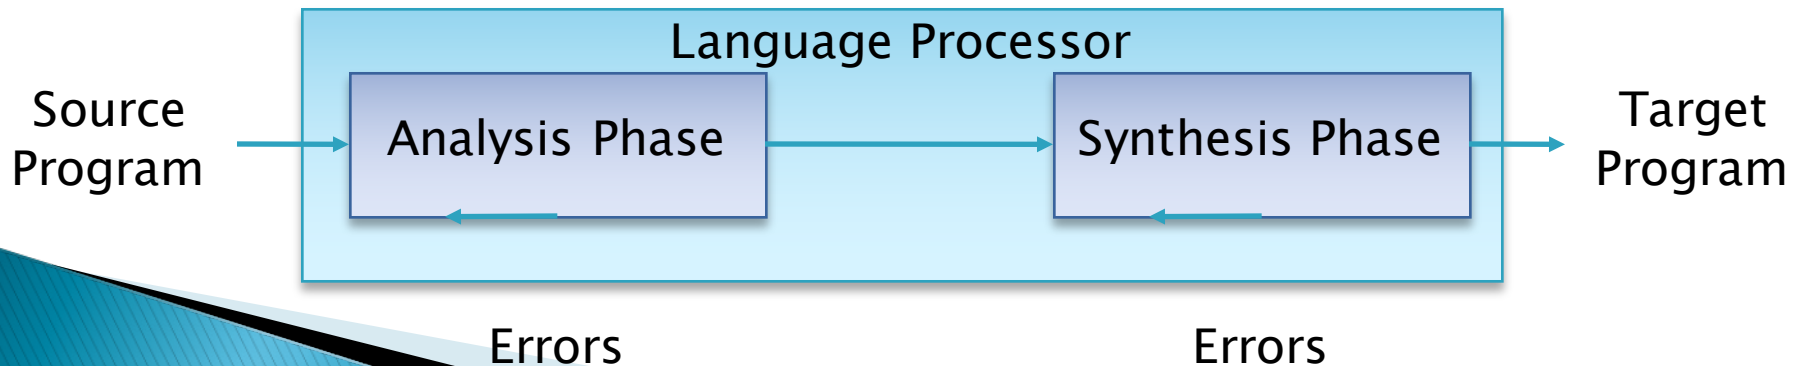 Language Processor
Source
Program
Analysis Phase
Synthesis Phase
Target
Program
Errors
Errors